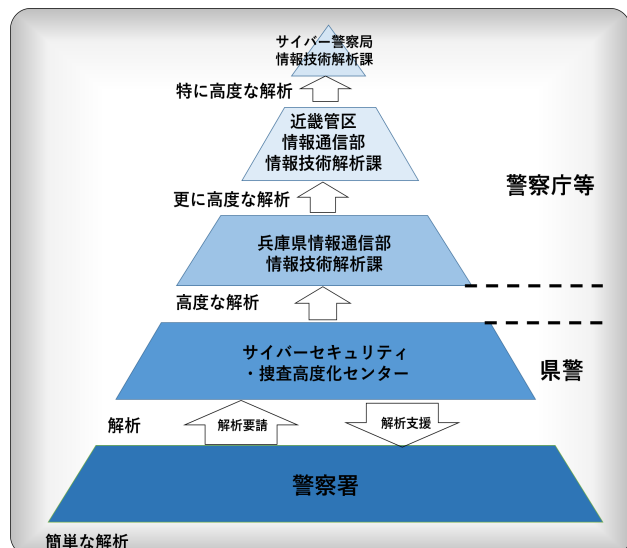 サイバー警察局
情報技術解析課
特に高度な解析
近畿管区
情報通信部
情報技術解析課
警察庁等
更に高度な解析
兵庫県情報通信部
情報技術解析課
高度な解析
サイバーセキュリティ
・捜査高度化センター
県警
解析
解析要請
解析支援
警察署
簡単な解析